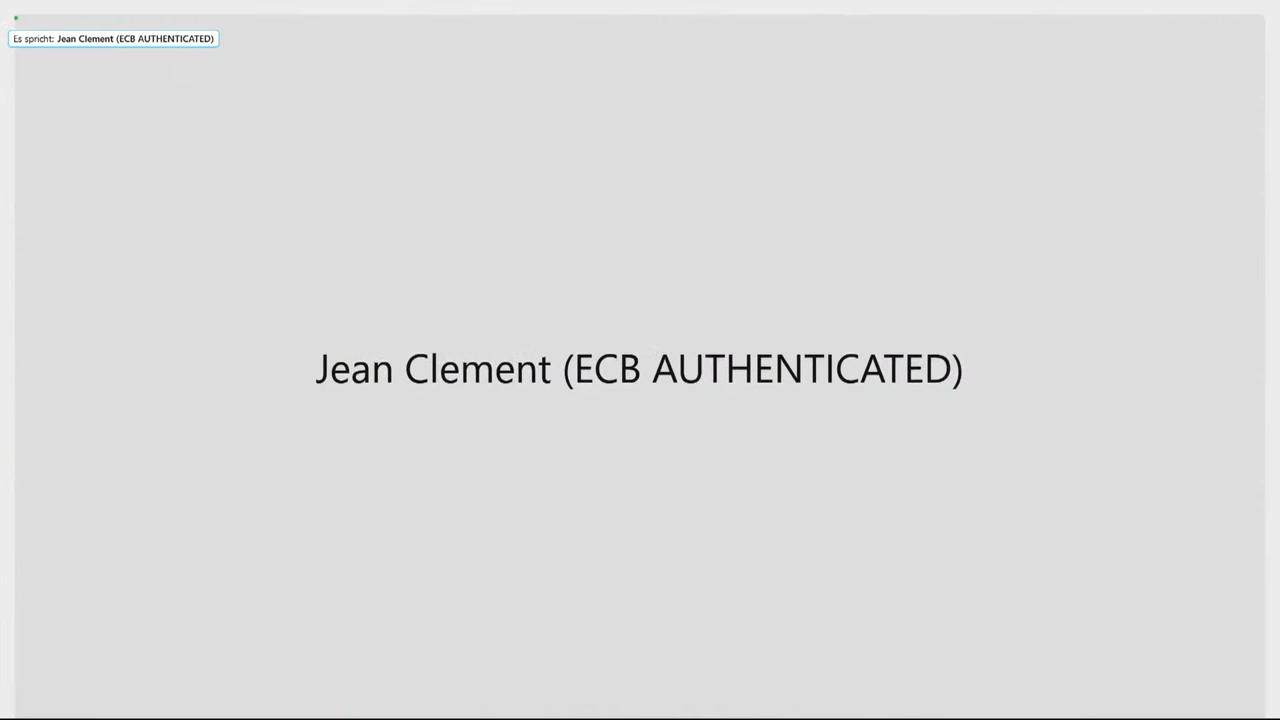 Es spricht: Jean Clement (ECB AUTHENTICATED)
Jean Clement (ECB AUTHENTICATED)